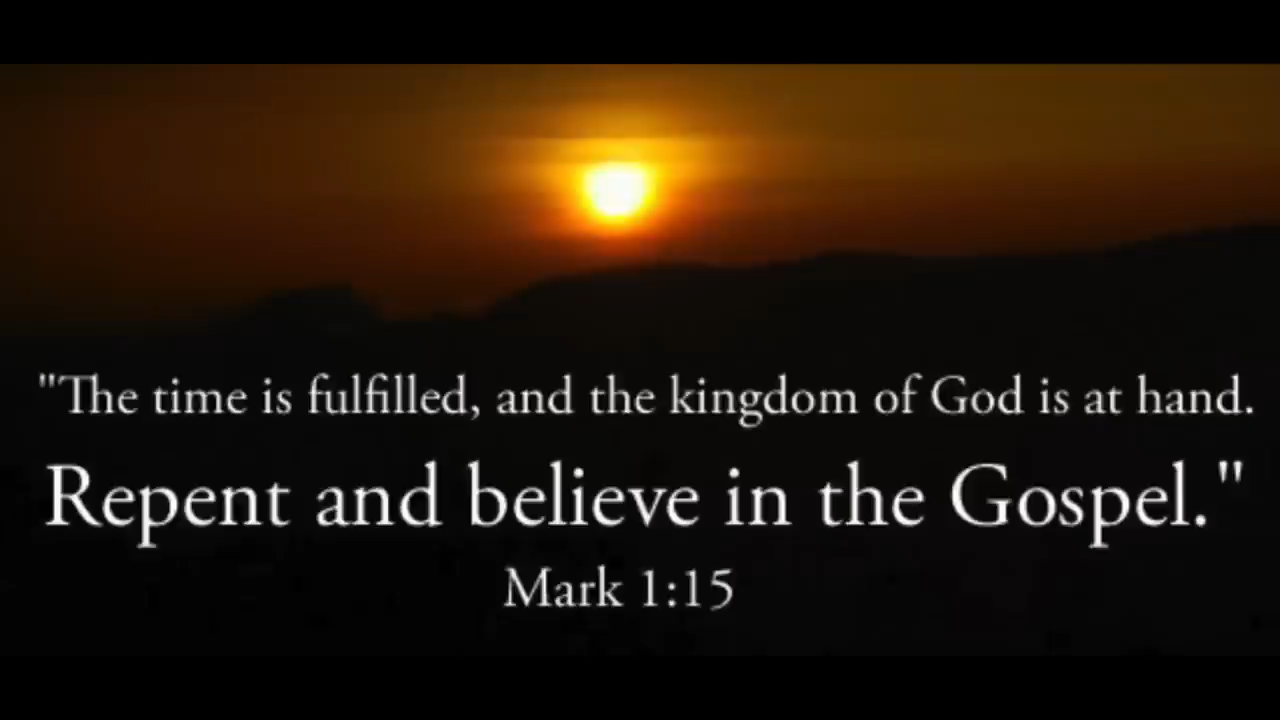 "The time is fulfilled, and the kingdom of God is at hand.
Repent and believe in the Gospel."
Mark 1:15